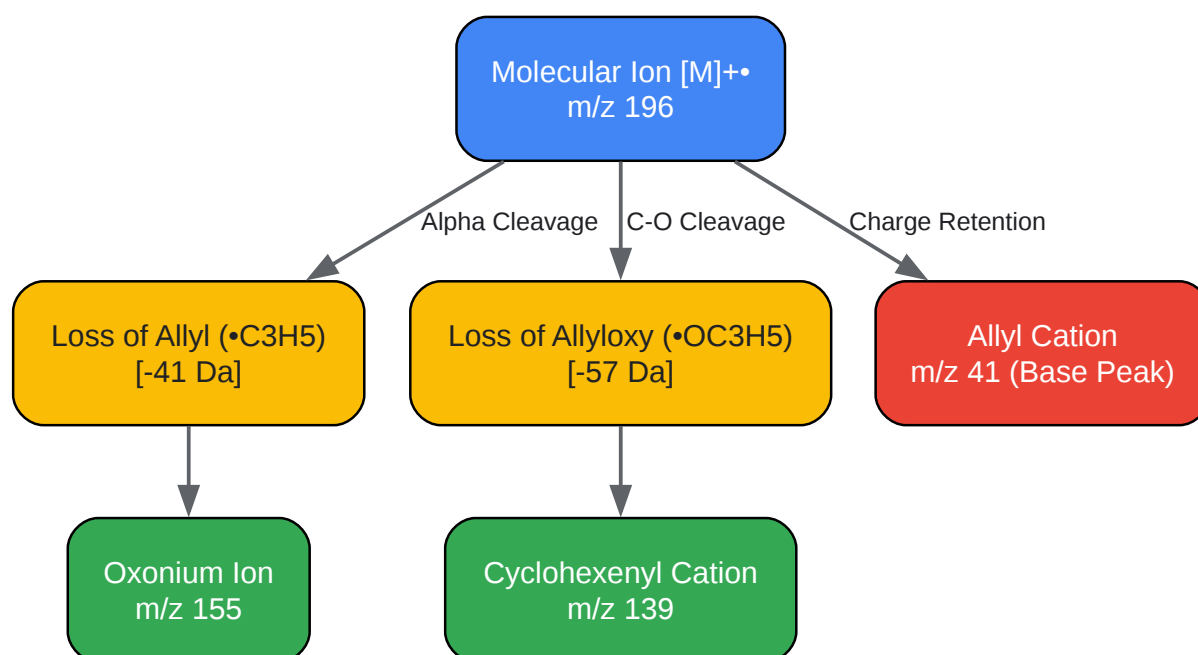 Molecular Ion [M]+•
m/z 196
Alpha Cleavage
C-O Cleavage
Charge Retention
Loss of Allyl (•C3H5)
[-41 Da]
Loss of Allyloxy (•OC3H5)
[-57 Da]
Allyl Cation
m/z 41 (Base Peak)
Oxonium Ion
m/z 155
Cyclohexenyl Cation
m/z 139